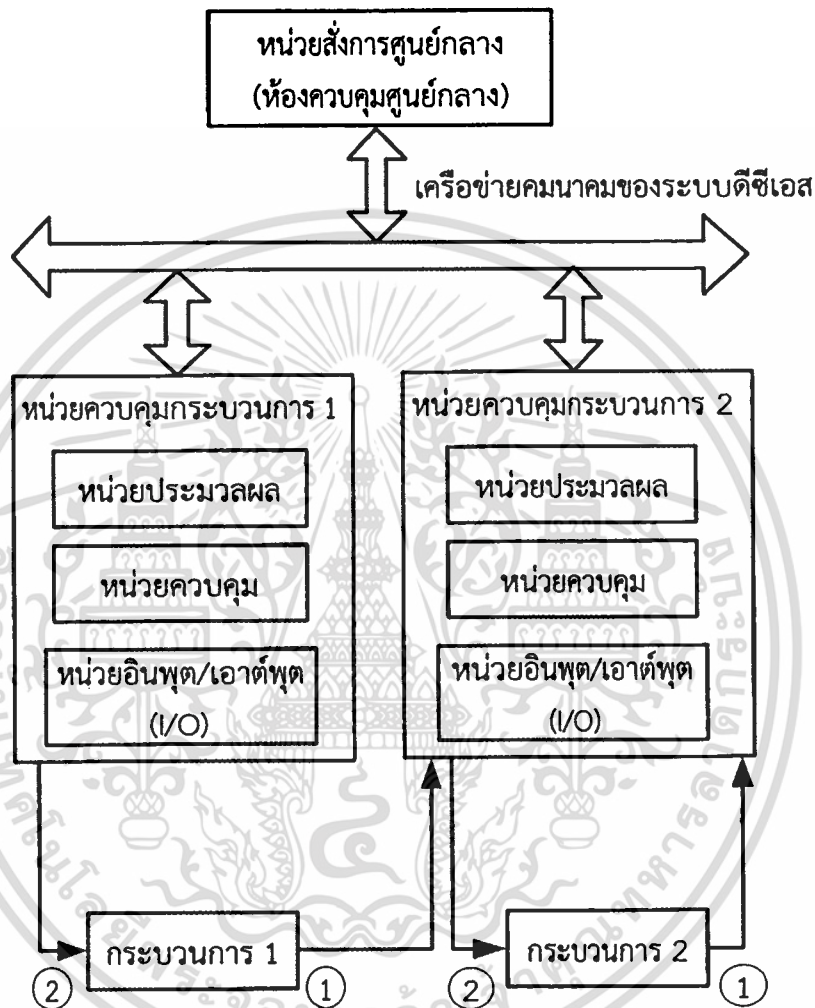 หน่วยสั่งการศูนย์กลาง
(ห้องควบคุมศูนย์กลาง)
เครือข่ายคมนาคมของระบบดีซีเอส
หน่วยควบคุมกระบวนการ 1
หน่วยประมวลผล
หน่วยควบคุม
หน่วยอินพุต/เอาต์พุต
(I/O)
หน่วยควบคุมกระบวนการ 2
หน่วยประมวลผล
หน่วยควบคุม
หน่วยอินพุต/เอาต์พุต
(I/O)
กระบวนการ 1
2
1
กระบวนการ 2
2
1